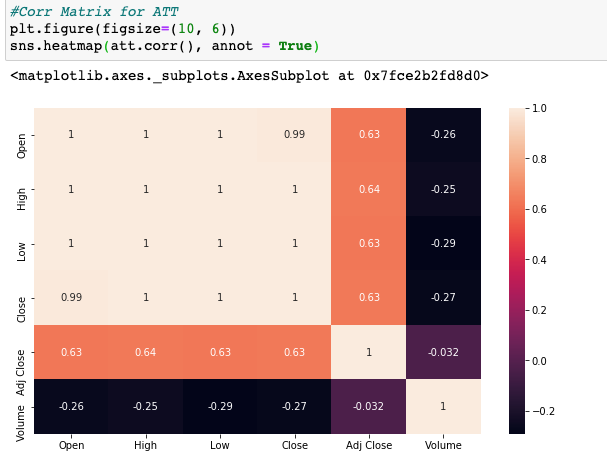 #Corr Matrix for ATT
plt.figure(figsize=(10, 6))
sns.heatmap(att.corr(), annot = True)
<matplotlib.axes._subplots.AxesSubplot at 0x7fce2b2fd8d0>
Open 1 1 1 0.99 0.63 -0.26
High 1 1 1 1 0.64 -0.25
Low 1 1 1 1 0.63 -0.29
Close 0.99 1 1 1 0.63 -0.27
Adj Close 0.63 0.64 0.63 0.63 1 -0.032
Volume -0.26 -0.25 -0.29 -0.27 -0.032 1
Open High Low Close Adj Close Volume
1.0
0.8
0.6
0.4
0.2
0.0
−0.2